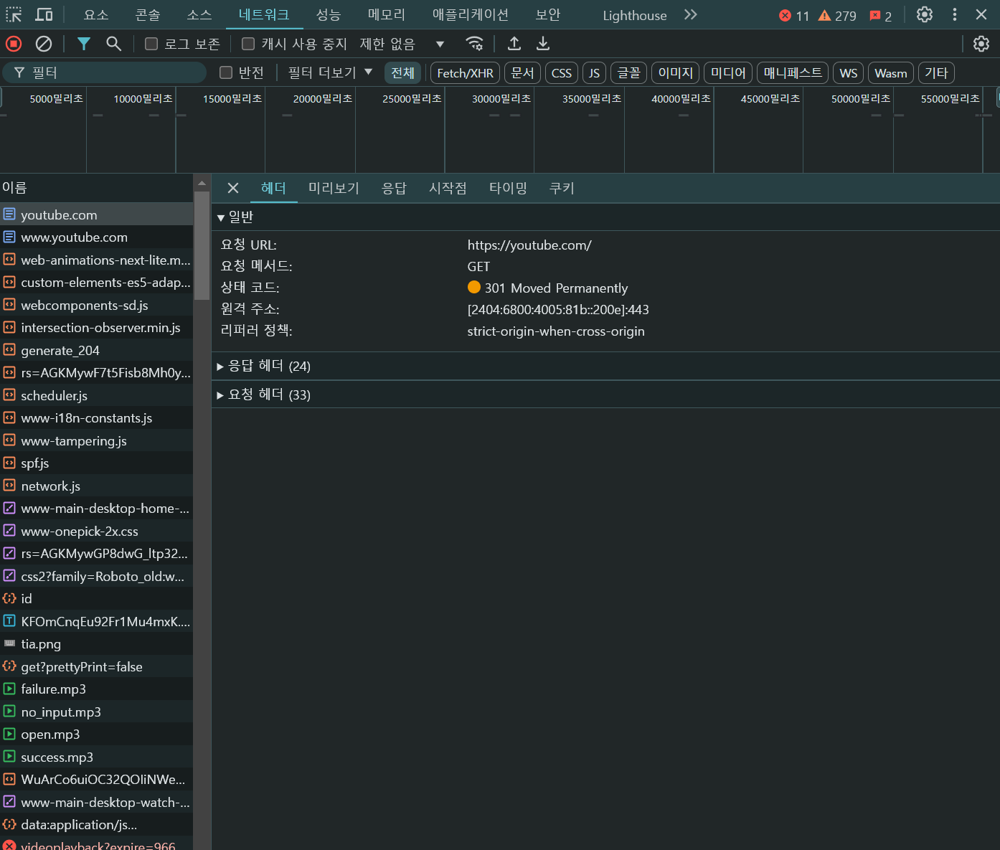 요소 콘솔 소스 네트워크 성능 메모리 애플리케이션 보안 Lighthouse 11 279 2
로그 보존 캐시 사용 중지 제한 없음
필터 반전 필터 더보기 전체 Fetch/XHR 문서 CSS JS 글꼴 이미지 미디어 매니페스트 WS Wasm 기타
5000밀리초 10000밀리초 15000밀리초 20000밀리초 25000밀리초 30000밀리초 35000밀리초 40000밀리초 45000밀리초 50000밀리초 55000밀리초
이름
youtube.com
www.youtube.com
web-animations-next-lite.m...
custom-elements-es5-adap...
webcomponents-sd.js
intersection-observer.min.js
generate_204
rs=AGKMywF7t5Fisb8Mh0y...
scheduler.js
www-i18n-constants.js
www-tampering.js
spf.js
network.js
www-main-desktop-home-...
www-onepick-2x.css
rs=AGKMywGP8dwG_ltp32...
css2?family=Roboto_old:w...
id
KFOmCnqEu92Fr1Mu4mxK....
tia.png
get?prettyPrint=false
failure.mp3
no_input.mp3
open.mp3
success.mp3
WuArCo6uiOC32QOliNWe...
www-main-desktop-watch-...
data:application/js...
videoplayback?expire=966...
헤더 미리보기 응답 시작점 타이밍 쿠키
일반
요청 URL: https://youtube.com/
요청 메서드: GET
상태 코드: 301 Moved Permanently
원격 주소: [2404:6800:4005:81b::200e]:443
리퍼러 정책: strict-origin-when-cross-origin
응답 헤더 (24)
요청 헤더 (33)